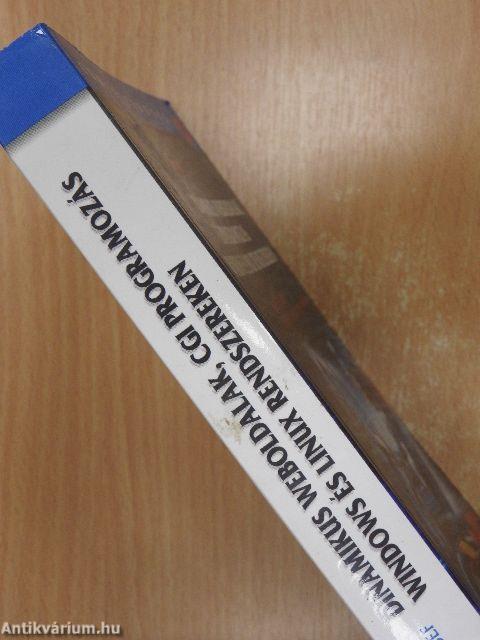 DINAMIKUS WEBOLDALAK, CGI PROGRAMOZÁS
WINDOWS ÉS LINUX RENDSZEREKEN
Antikvárium.hu